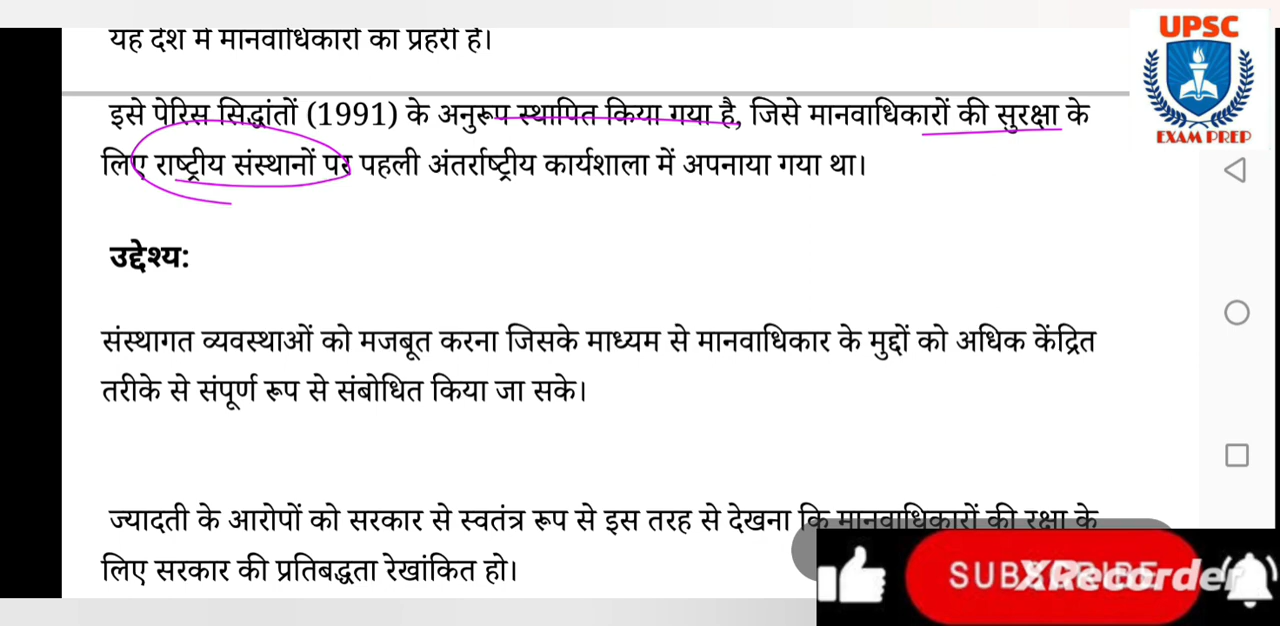 यह देश में मानवाधिकारों का प्रहरी है।
UPSC
EXAM PREP
इसे पेरिस सिद्धांतों (1991) के अनुरूप स्थापित किया गया है, जिसे मानवाधिकारों की सुरक्षा के
लिए राष्ट्रीय संस्थानों पर पहली अंतर्राष्ट्रीय कार्यशाला में अपनाया गया था।
उद्देश्य:
संस्थागत व्यवस्थाओं को मजबूत करना जिसके माध्यम से मानवाधिकार के मुद्दों को अधिक केंद्रित
तरीके से संपूर्ण रूप से संबोधित किया जा सके।
ज्यादती के आरोपों को सरकार से स्वतंत्र रूप से इस तरह से देखना कि मानवाधिकारों की रक्षा के
लिए सरकार की प्रतिबद्धता रेखांकित हो।
SUBSCRIBE
XRecorder